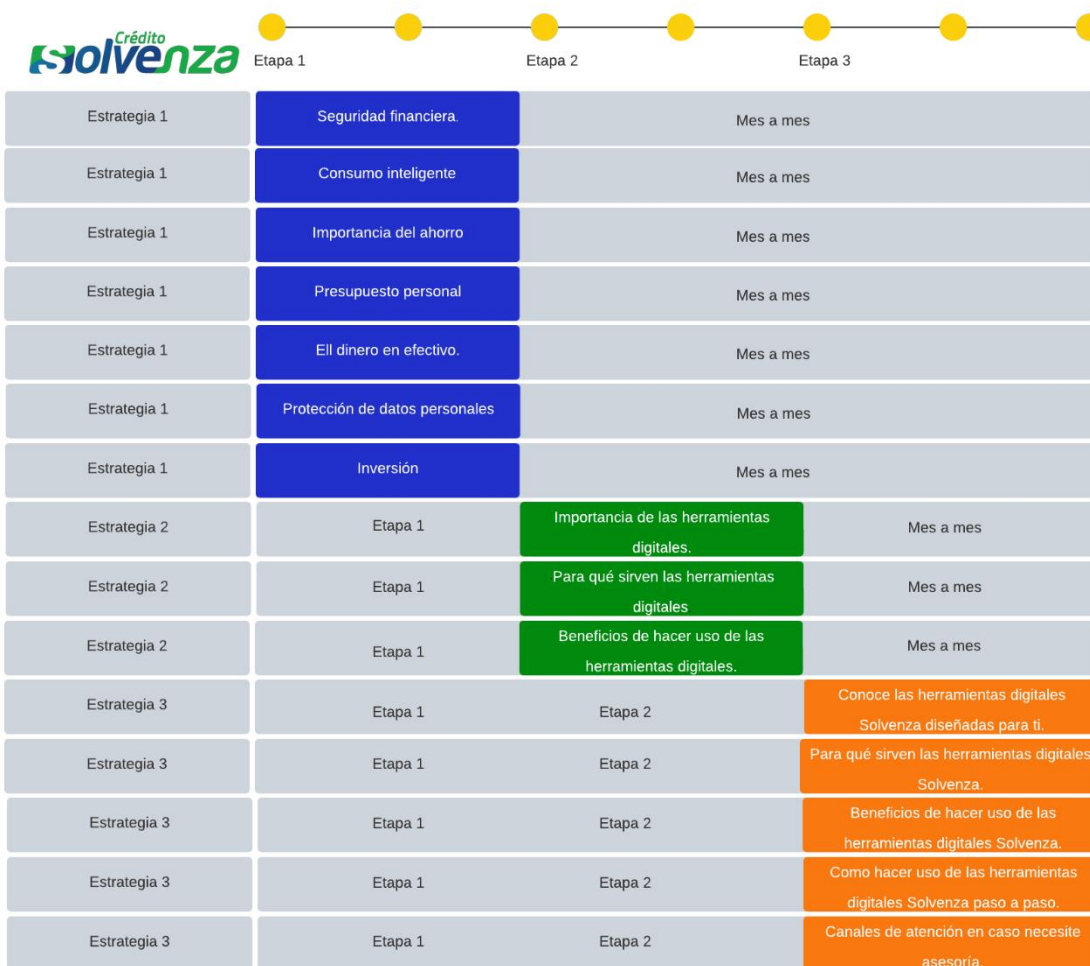 Crédito
Solvenza
Etapa 1
Etapa 2
Etapa 3
Estrategia 1
Seguridad financiera.
Mes a mes
Estrategia 1
Consumo inteligente
Mes a mes
Estrategia 1
Importancia del ahorro
Mes a mes
Estrategia 1
Presupuesto personal
Mes a mes
Estrategia 1
Ell dinero en efectivo.
Mes a mes
Estrategia 1
Protección de datos personales
Mes a mes
Estrategia 1
Inversión
Mes a mes
Estrategia 2
Etapa 1
Importancia de las herramientas
digitales.
Mes a mes
Estrategia 2
Etapa 1
Para qué sirven las herramientas
digitales
Mes a mes
Estrategia 2
Etapa 1
Beneficios de hacer uso de las
herramientas digitales.
Mes a mes
Estrategia 3
Etapa 1
Etapa 2
Conoce las herramientas digitales
Solvenza diseñadas para ti.
Estrategia 3
Etapa 1
Etapa 2
Para qué sirven las herramientas digitales
Solvenza.
Estrategia 3
Etapa 1
Etapa 2
Beneficios de hacer uso de las
herramientas digitales Solvenza.
Estrategia 3
Etapa 1
Etapa 2
Como hacer uso de las herramientas
digitales Solvenza paso a paso.
Estrategia 3
Etapa 1
Etapa 2
Canales de atención en caso necesite
asesoría.